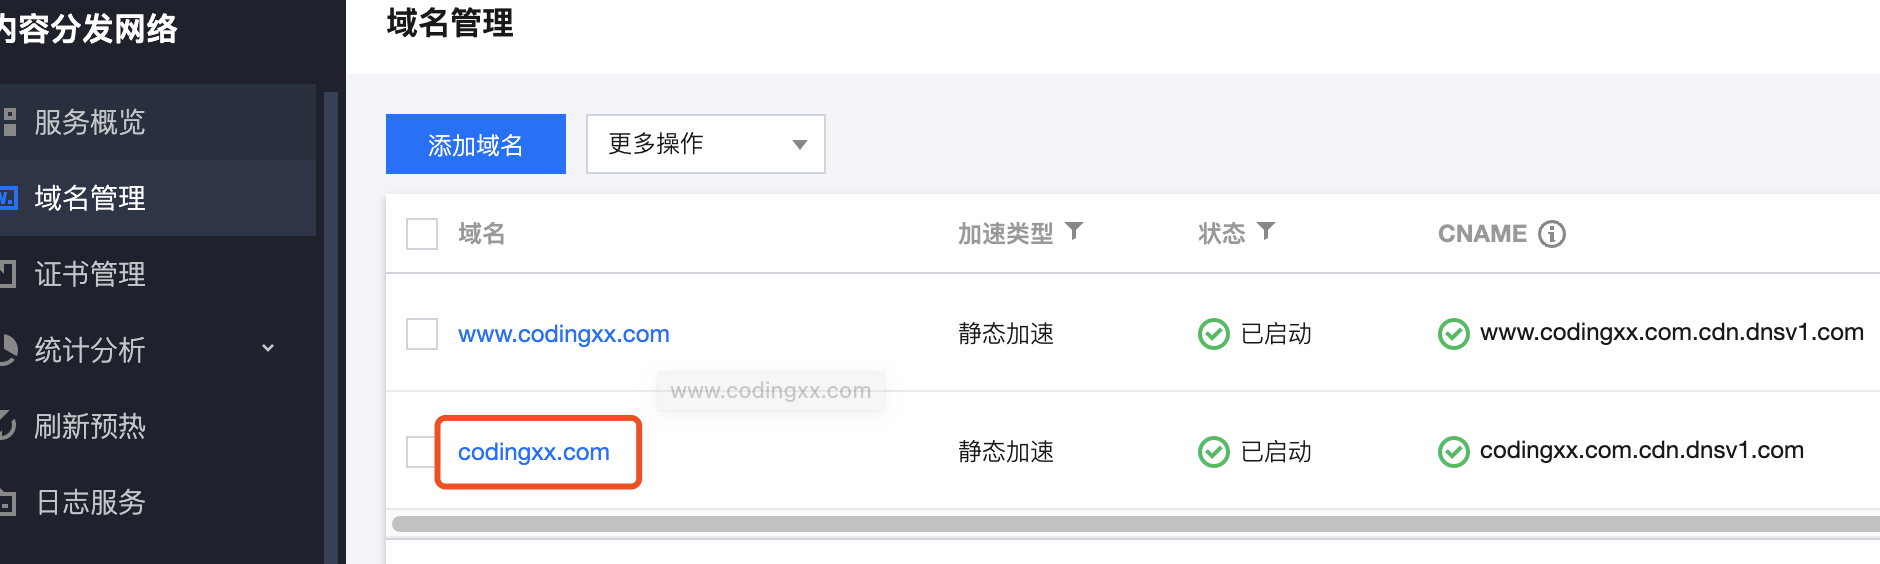 内容分发网络
服务概览
域名管理
证书管理
统计分析
刷新预热
日志服务
域名管理
添加域名 更多操作
域名 加速类型 状态 CNAME
www.codingxx.com 静态加速 已启动 www.codingxx.com.cdn.dnsv1.com
www.codingxx.com
codingxx.com 静态加速 已启动 codingxx.com.cdn.dnsv1.com